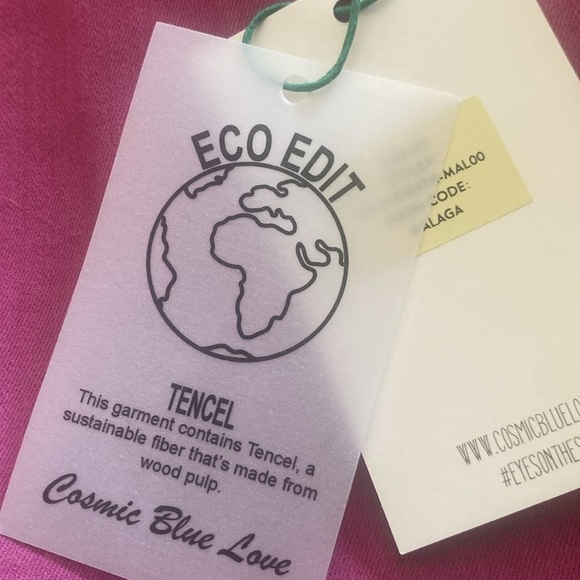 ECO EDIT
TENCEL
This garment contains Tencel, a
sustainable fiber that's made from
wood pulp.
Cosmic Blue Love
-MAL00
CODE:
ALAGA
WWW.COSMICBLUELO
#EYESONTHES